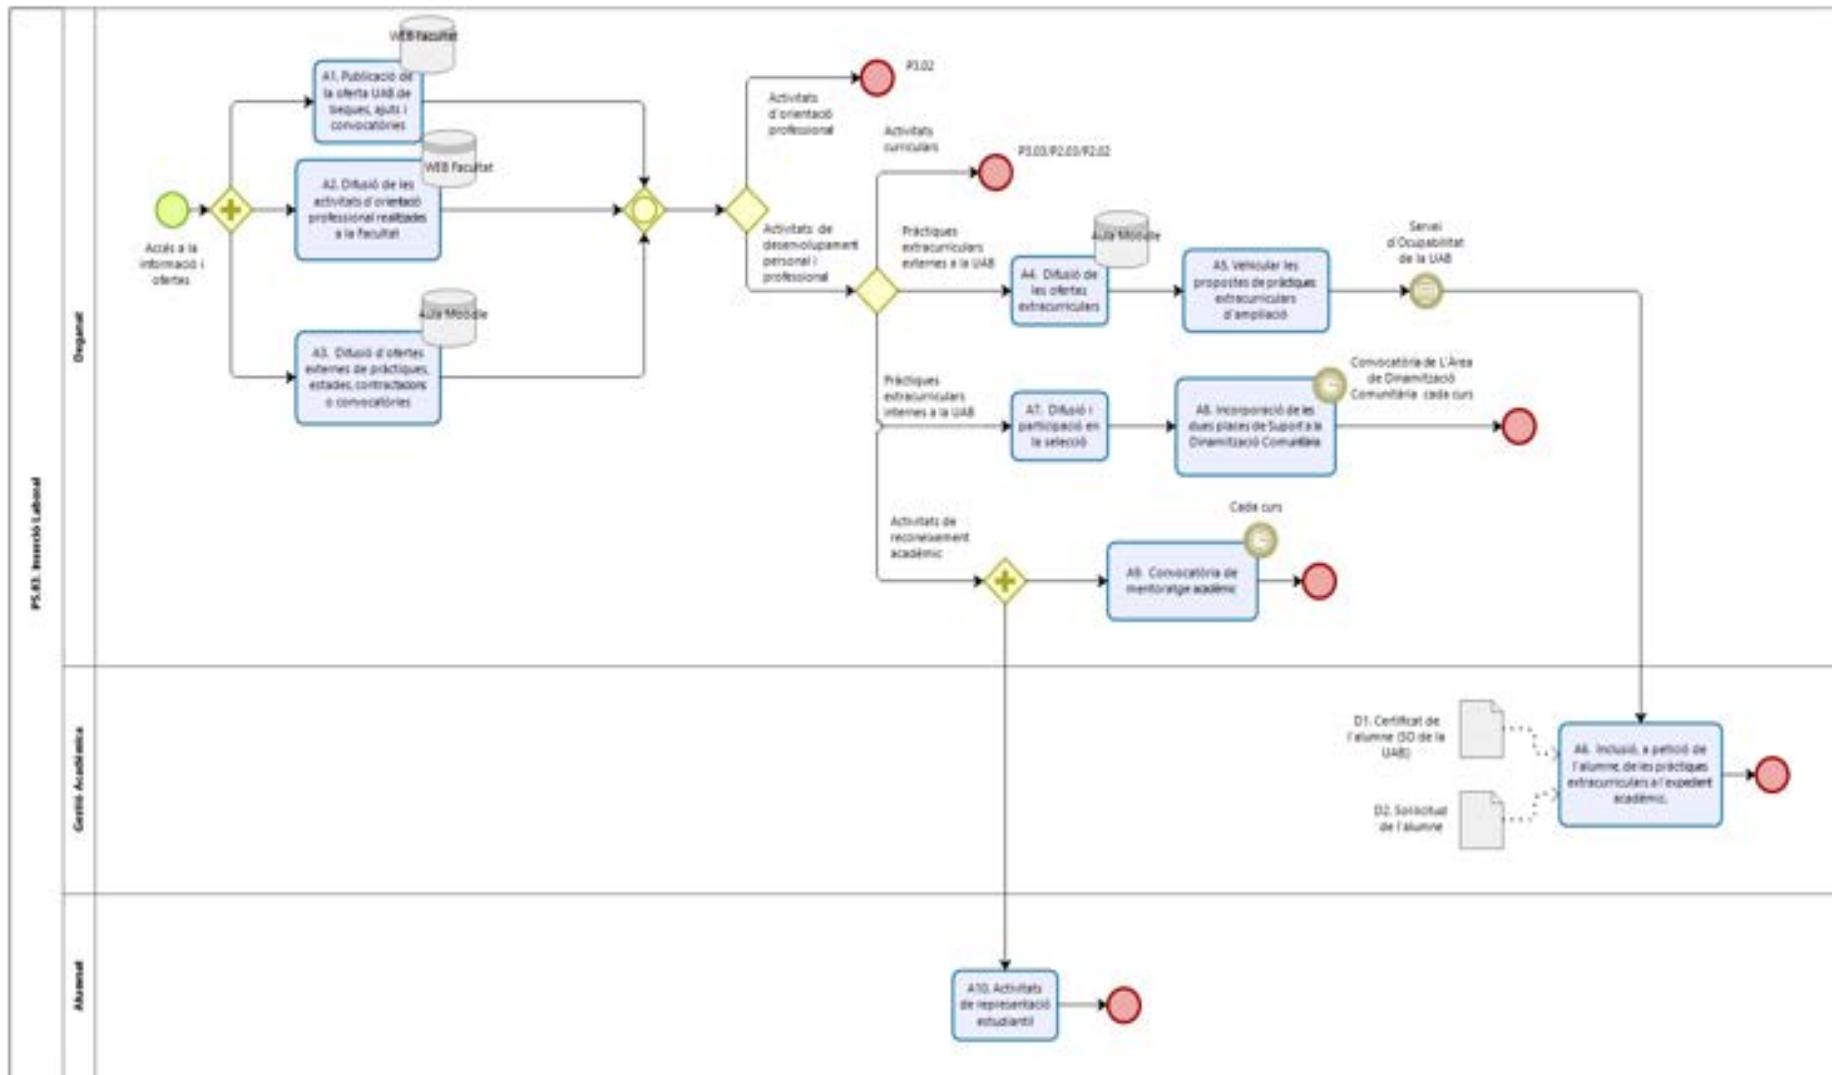 PS.03. Inserció Laboral
Deganat
Gestió Acadèmica
Alumnat
Accés a la
informació i
ofertes
WEB Facultat
A1. Publicació de
la oferta UAB de
beques, ajuts i
convocatòries
WEB Facultat
A2. Difusió de les
activitats d'orientació
professional realitzades
a la Facultat
Aula Moodle
A3. Difusió d'ofertes
externes de pràctiques,
estades, contractacions
o convocatòries
Activitats
d'orientació
professional
P3.02
Activitats de
desenvolupament
personal i
professional
Activitats
curriculars
P3.03/P2.03/P2.02
Pràctiques
extracurriculars
externes a la UAB
Aula Moodle
A4. Difusió de
les ofertes
extracurriculars
A5. Vehicular les
propostes de pràctiques
extracurriculars
d'ampliació
Servei
d'Ocupabilitat
de la UAB
Pràctiques
extracurriculars
internes a la UAB
A7. Difusió i
participació en
la selecció
A8. Incorporació de les
dues places de Suport a la
Dinamització Comunitària
Convocatòria de L'Àrea
de Dinamització
Comunitària cada curs
Activitats de
reconeixement
acadèmic
A9. Convocatòria de
mentoratge acadèmic
Cada curs
D1. Certificat de
l'alumne (SO de la
UAB)
D2. Sol·licitud
de l'alumne
A6. Inclusió, a petició de
l'alumne, de les pràctiques
extracurriculars a l'expedient
acadèmic.
A10. Activitats
de representació
estudiantil